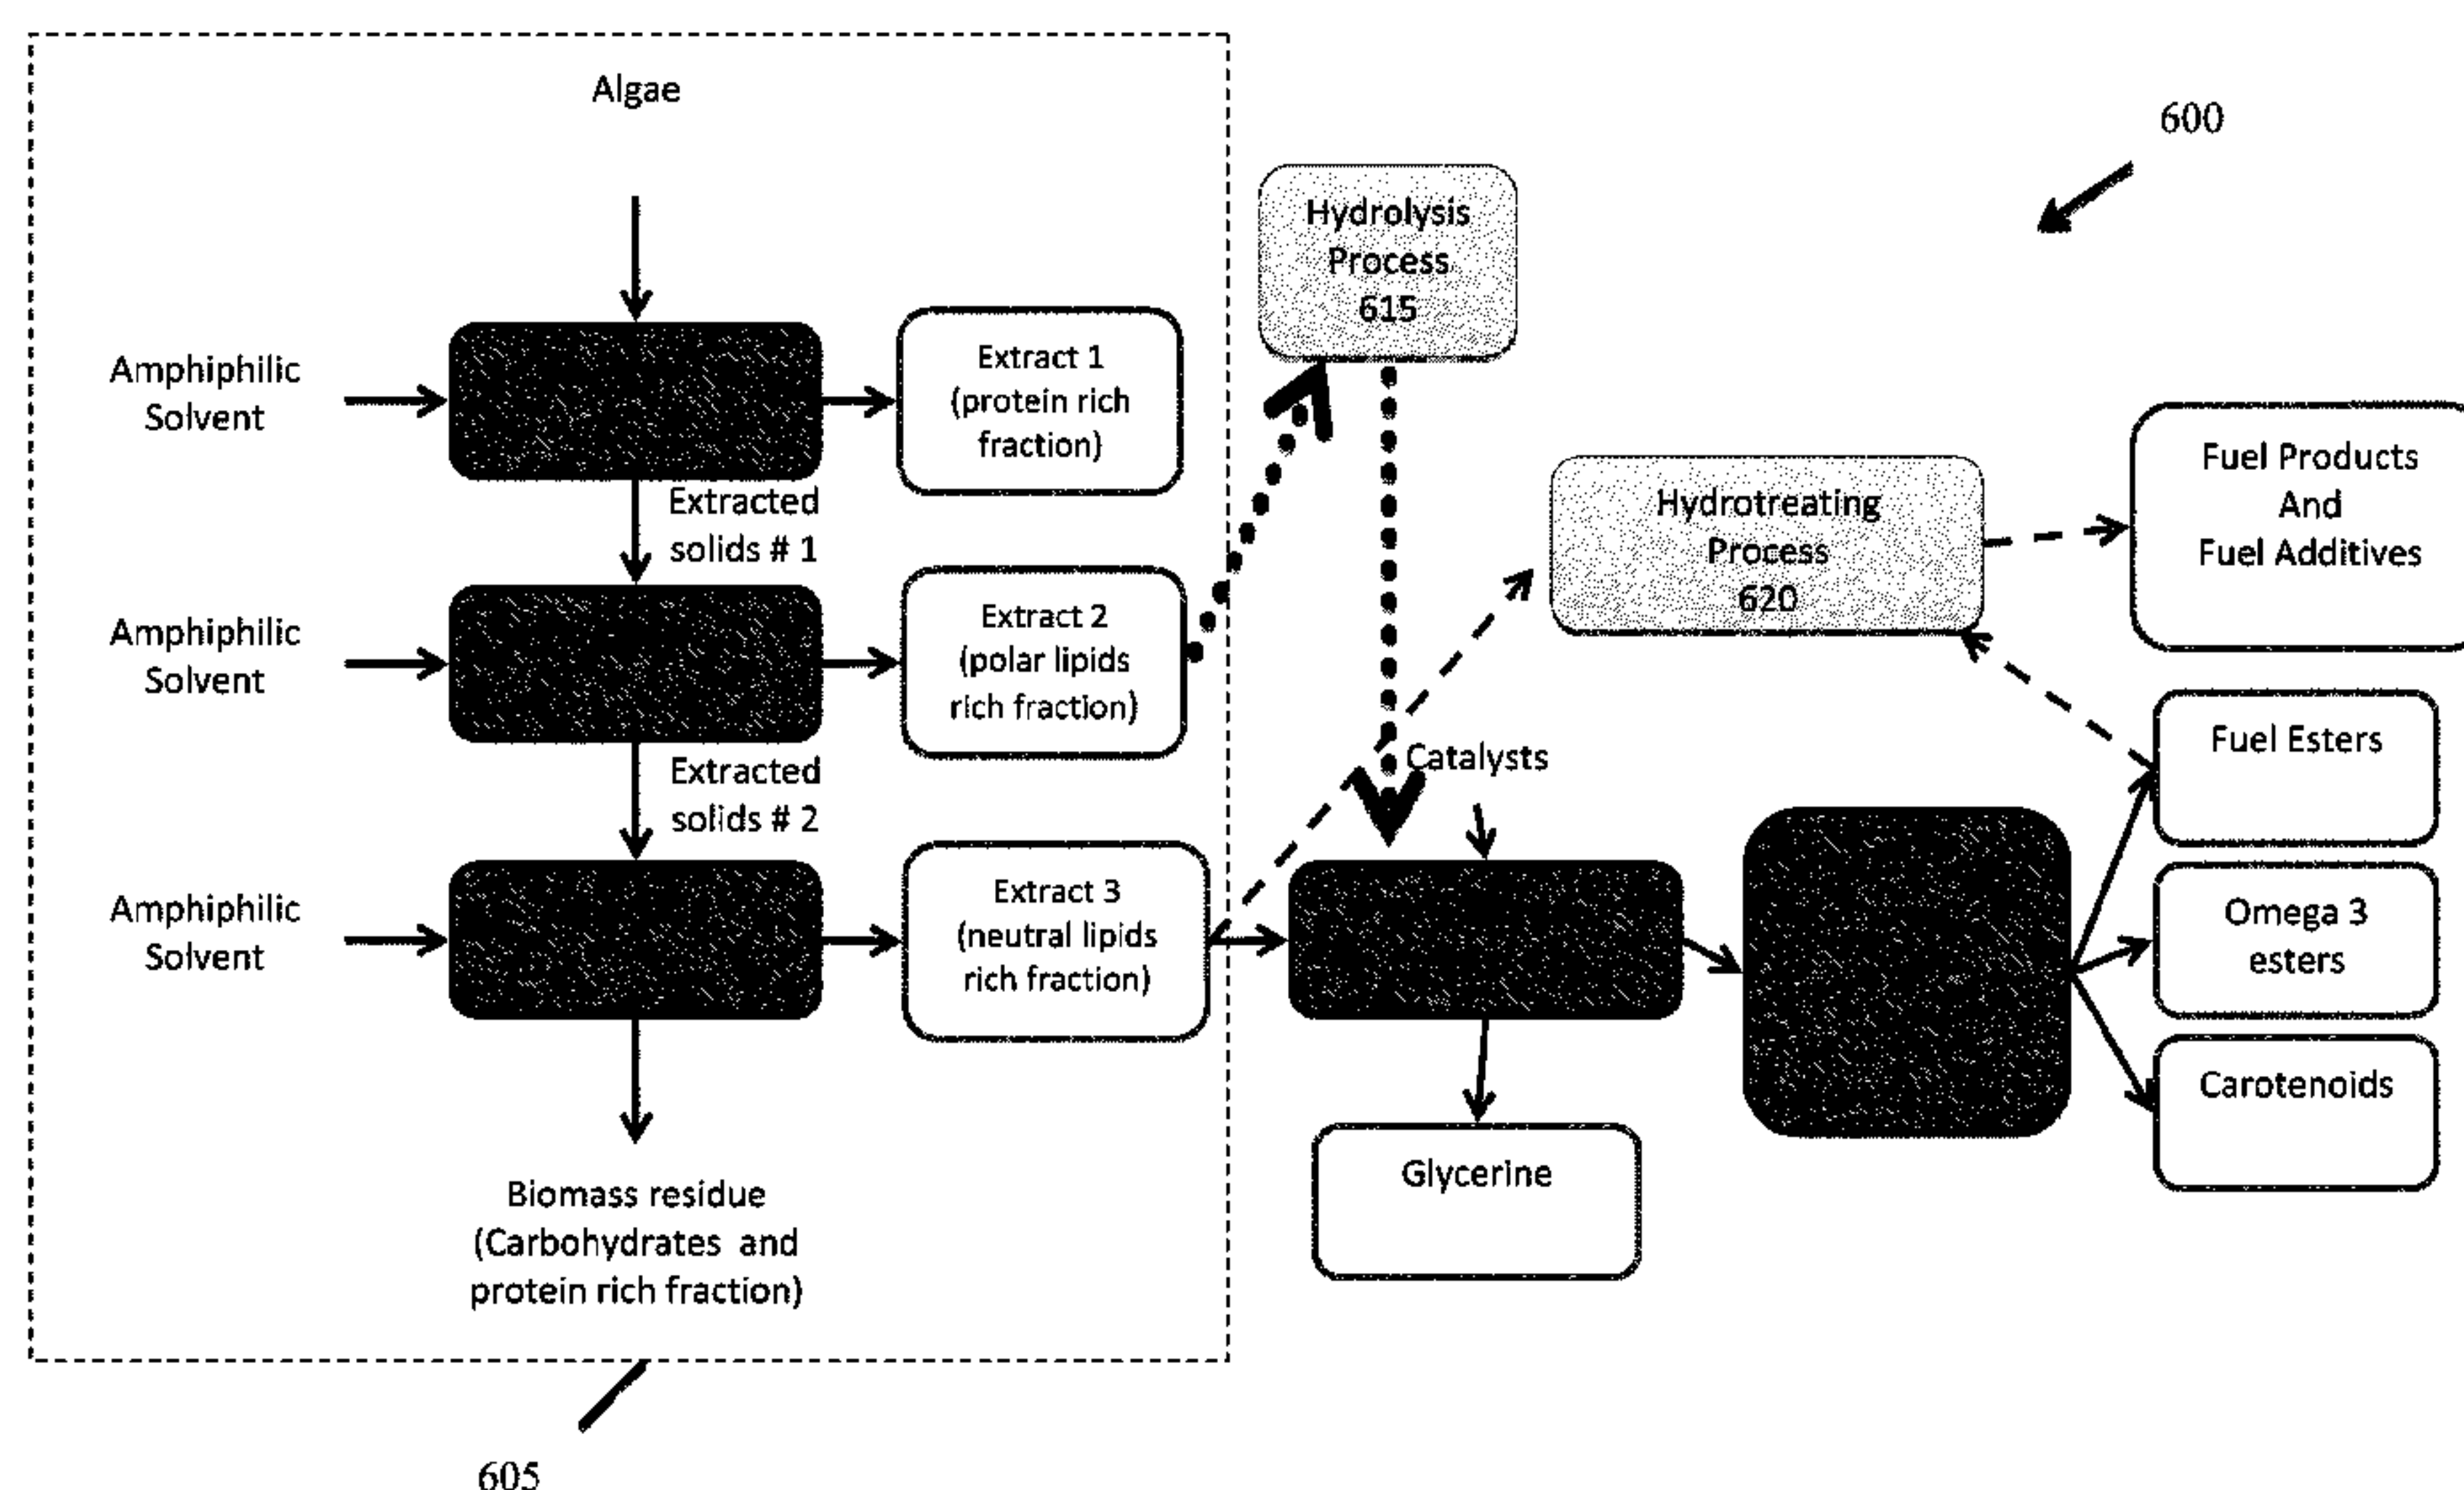 Algae
600
Hydrolysis
Process
615
Amphiphilic
Solvent
Extract 1
(protein rich
fraction)
Extracted
solids # 1
Hydrotreating
Process
620
Fuel Products
And
Fuel Additives
Amphiphilic
Solvent
Extract 2
(polar lipids
rich fraction)
Extracted
solids # 2
Catalysts
Fuel Esters
Amphiphilic
Solvent
Extract 3
(neutral lipids
rich fraction)
Omega 3
esters
Carotenoids
Glycerine
Biomass residue
(Carbohydrates and
protein rich fraction)
605